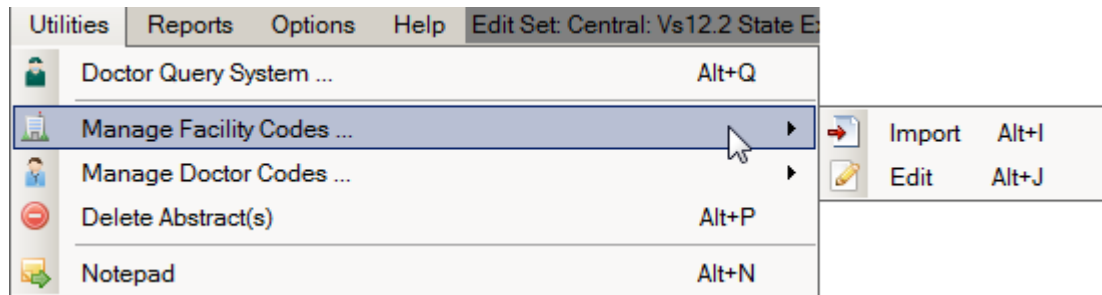 Utilities Reports Options Help Edit Set: Central: Vs12.2 State
Doctor Query System ... Alt+Q
Manage Facility Codes ... Import Alt+I
Manage Doctor Codes ... Edit Alt+J
Delete Abstract(s) Alt+P
Notepad Alt+N